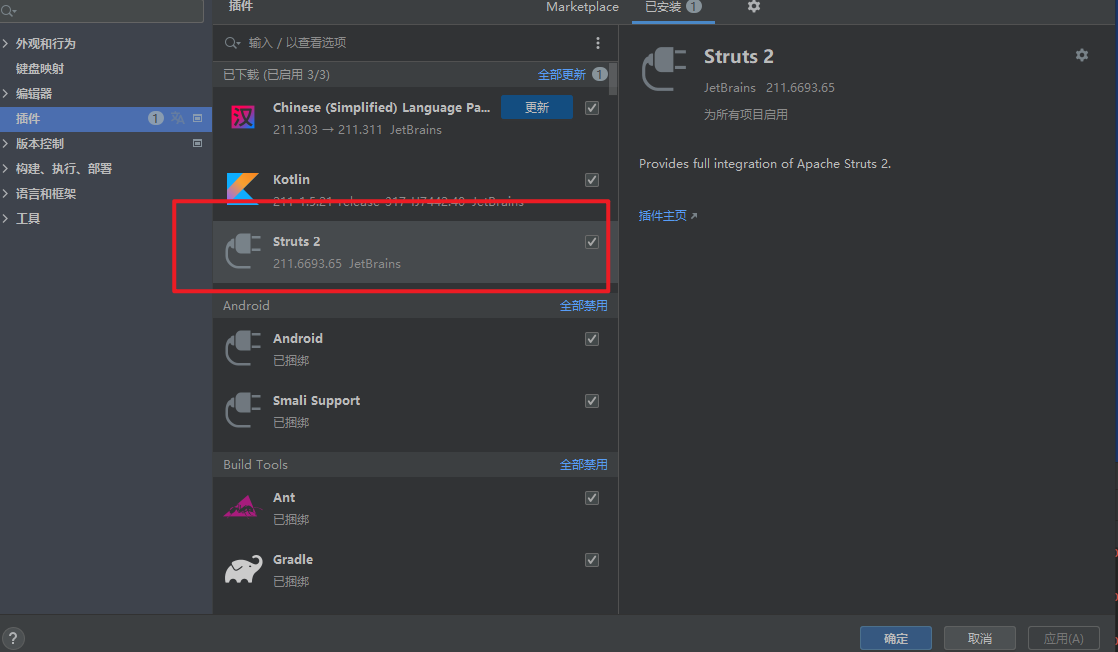 插件
Marketplace
已安装 1
输入 / 以查看选项
外观和行为
键盘映射
编辑器
插件 1
版本控制
构建、执行、部署
语言和框架
工具
已下载 (已启用 3/3)
全部更新 1
汉
Chinese (Simplified) Language Pa...
更新
211.303 → 211.311 JetBrains
Kotlin
211-1.5.21-release-317-IJ7442.40 JetBrains
Struts 2
211.6693.65 JetBrains
Android
全部禁用
Android
已捆绑
Smali Support
已捆绑
Build Tools
全部禁用
Ant
已捆绑
Gradle
已捆绑
Struts 2
JetBrains 211.6693.65
为所有项目启用
Provides full integration of Apache Struts 2.
插件主页
?
确定
取消
应用(A)